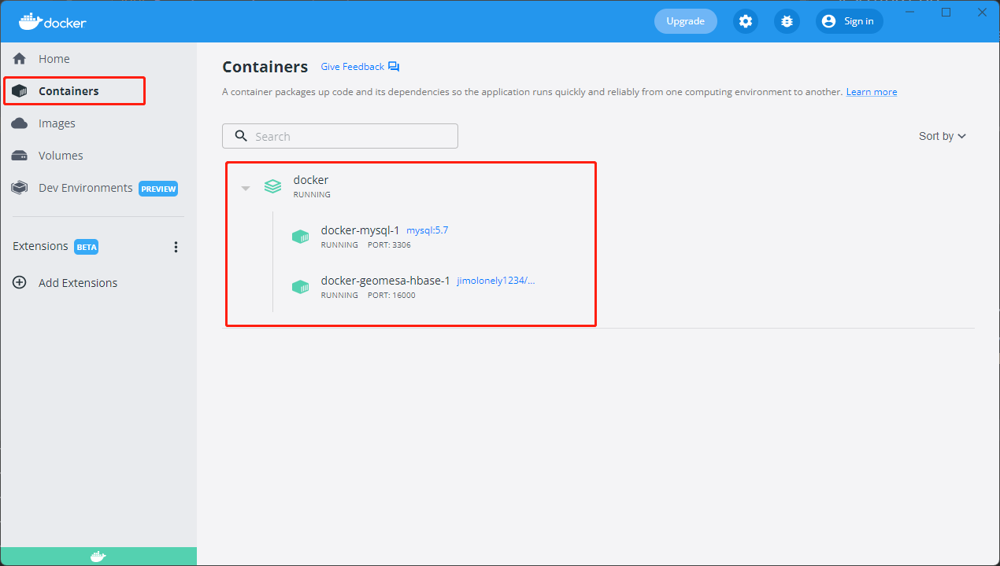 docker
Upgrade
Sign in
Home
Containers
Images
Volumes
Dev Environments PREVIEW
Extensions BETA
Add Extensions
Containers Give Feedback
A container packages up code and its dependencies so the application runs quickly and reliably from one computing environment to another. Learn more
Search
Sort by
docker
RUNNING
docker-mysql-1 mysql:5.7
RUNNING PORT: 3306
docker-geomesa-hbase-1 jimolonely1234/...
RUNNING PORT: 16000